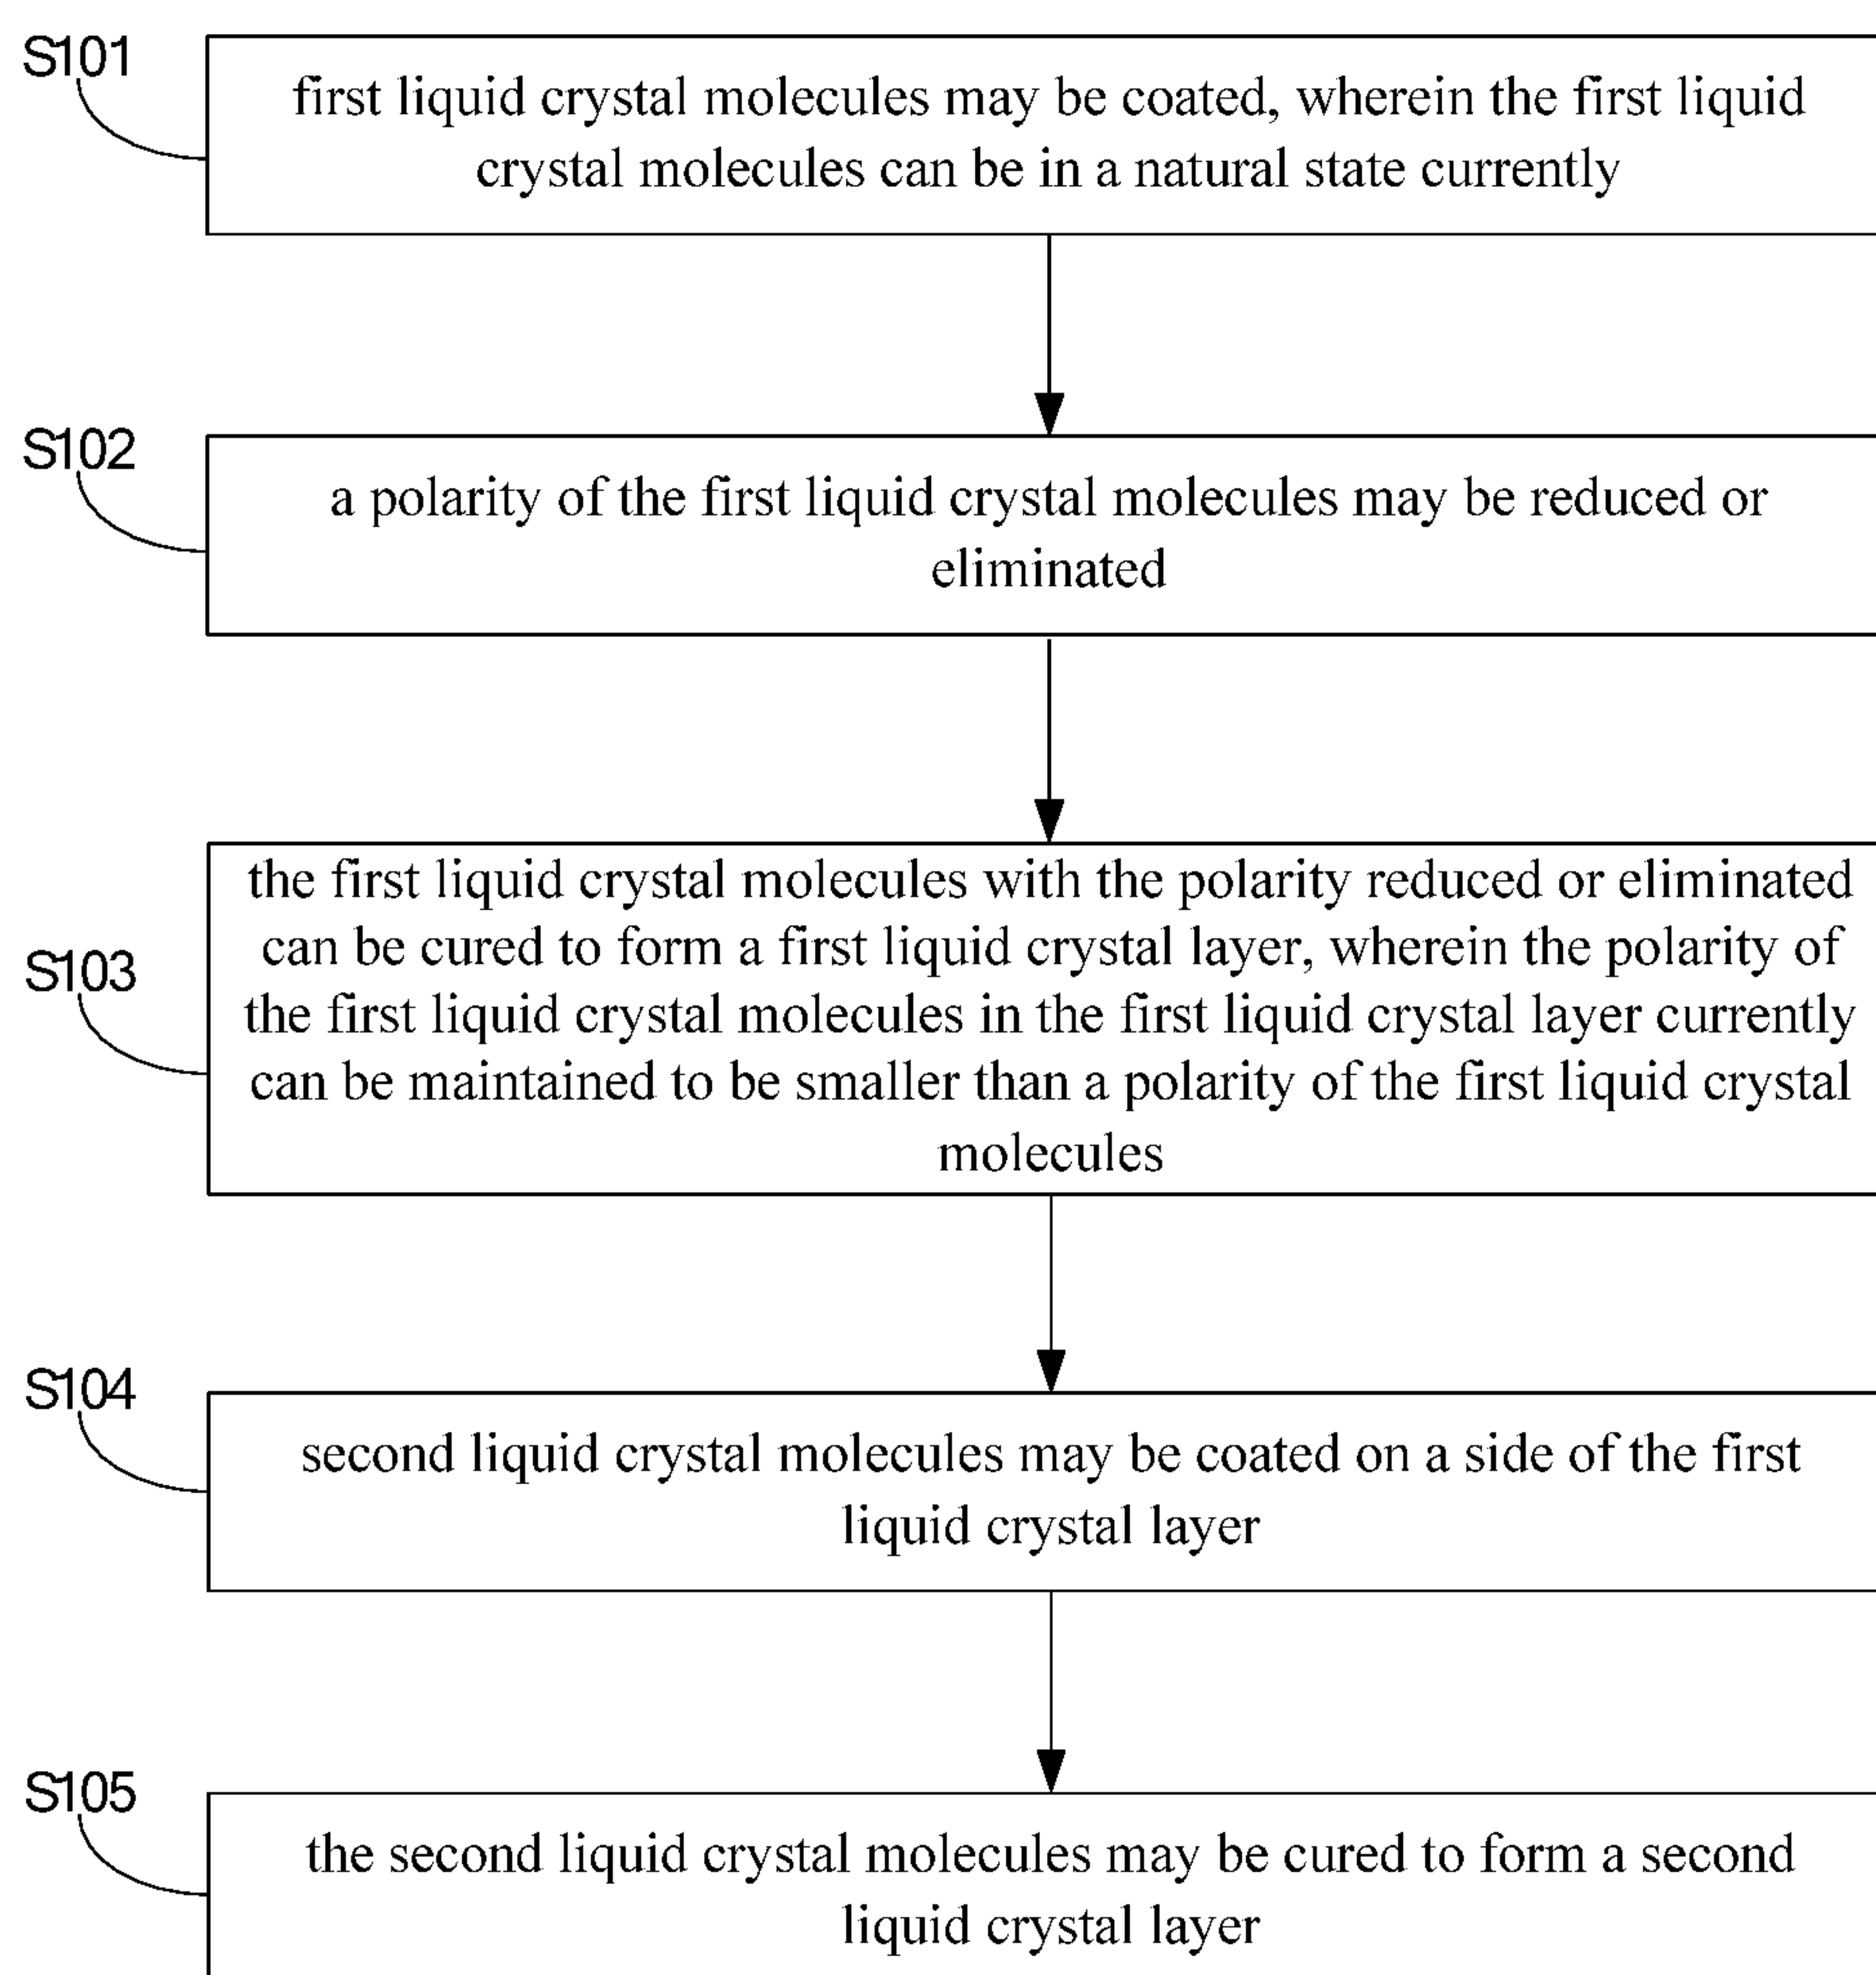 S101
first liquid crystal molecules may be coated, wherein the first liquid
crystal molecules can be in a natural state currently
S102
a polarity of the first liquid crystal molecules may be reduced or
eliminated
S103
the first liquid crystal molecules with the polarity reduced or eliminated
can be cured to form a first liquid crystal layer, wherein the polarity of
the first liquid crystal molecules in the first liquid crystal layer currently
can be maintained to be smaller than a polarity of the first liquid crystal
molecules
S104
second liquid crystal molecules may be coated on a side of the first
liquid crystal layer
S105
the second liquid crystal molecules may be cured to form a second
liquid crystal layer